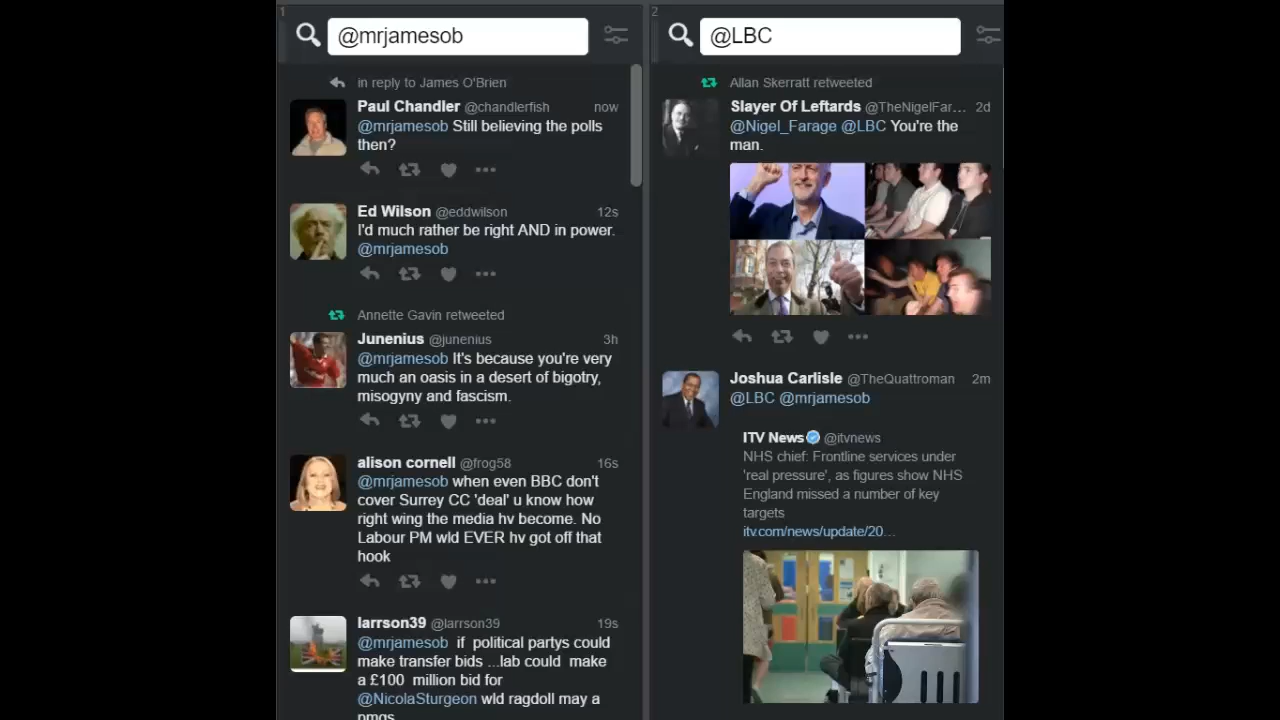 1
@mrjamesob
in reply to James O'Brien
Paul Chandler @chandlerfish now
@mrjamesob Still believing the polls
then?
Ed Wilson @eddwilson 12s
I'd much rather be right AND in power.
@mrjamesob
Annette Gavin retweeted
Junenius @junenius 3h
@mrjamesob It's because you're very
much an oasis in a desert of bigotry,
misogyny and fascism.
alison cornell @frog58 16s
@mrjamesob when even BBC don't
cover Surrey CC 'deal' u know how
right wing the media hv become. No
Labour PM wld EVER hv got off that
hook
larrson39 @larrson39 19s
@mrjamesob if political partys could
make transfer bids ...lab could make
a £100 million bid for
@NicolaSturgeon wld ragdoll may a
pmqs
2
@LBC
Allan Skerratt retweeted
Slayer Of Leftards @TheNigelFar... 2d
@Nigel_Farage @LBC You're the
man.
Joshua Carlisle @TheQuattroman 2m
@LBC @mrjamesob
ITV News @itvnews
NHS chief: Frontline services under
'real pressure', as figures show NHS
England missed a number of key
targets
itv.com/news/update/20...